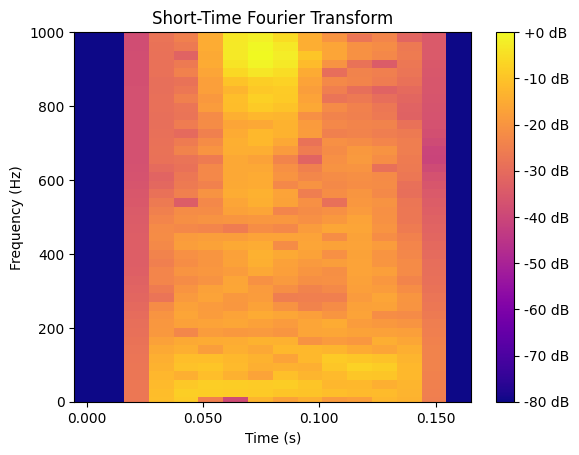 Short-Time Fourier Transform
Frequency (Hz)
1000
800
600
400
200
0
0.000
0.050
0.100
0.150
Time (s)
+0 dB
-10 dB
-20 dB
-30 dB
-40 dB
-50 dB
-60 dB
-70 dB
-80 dB